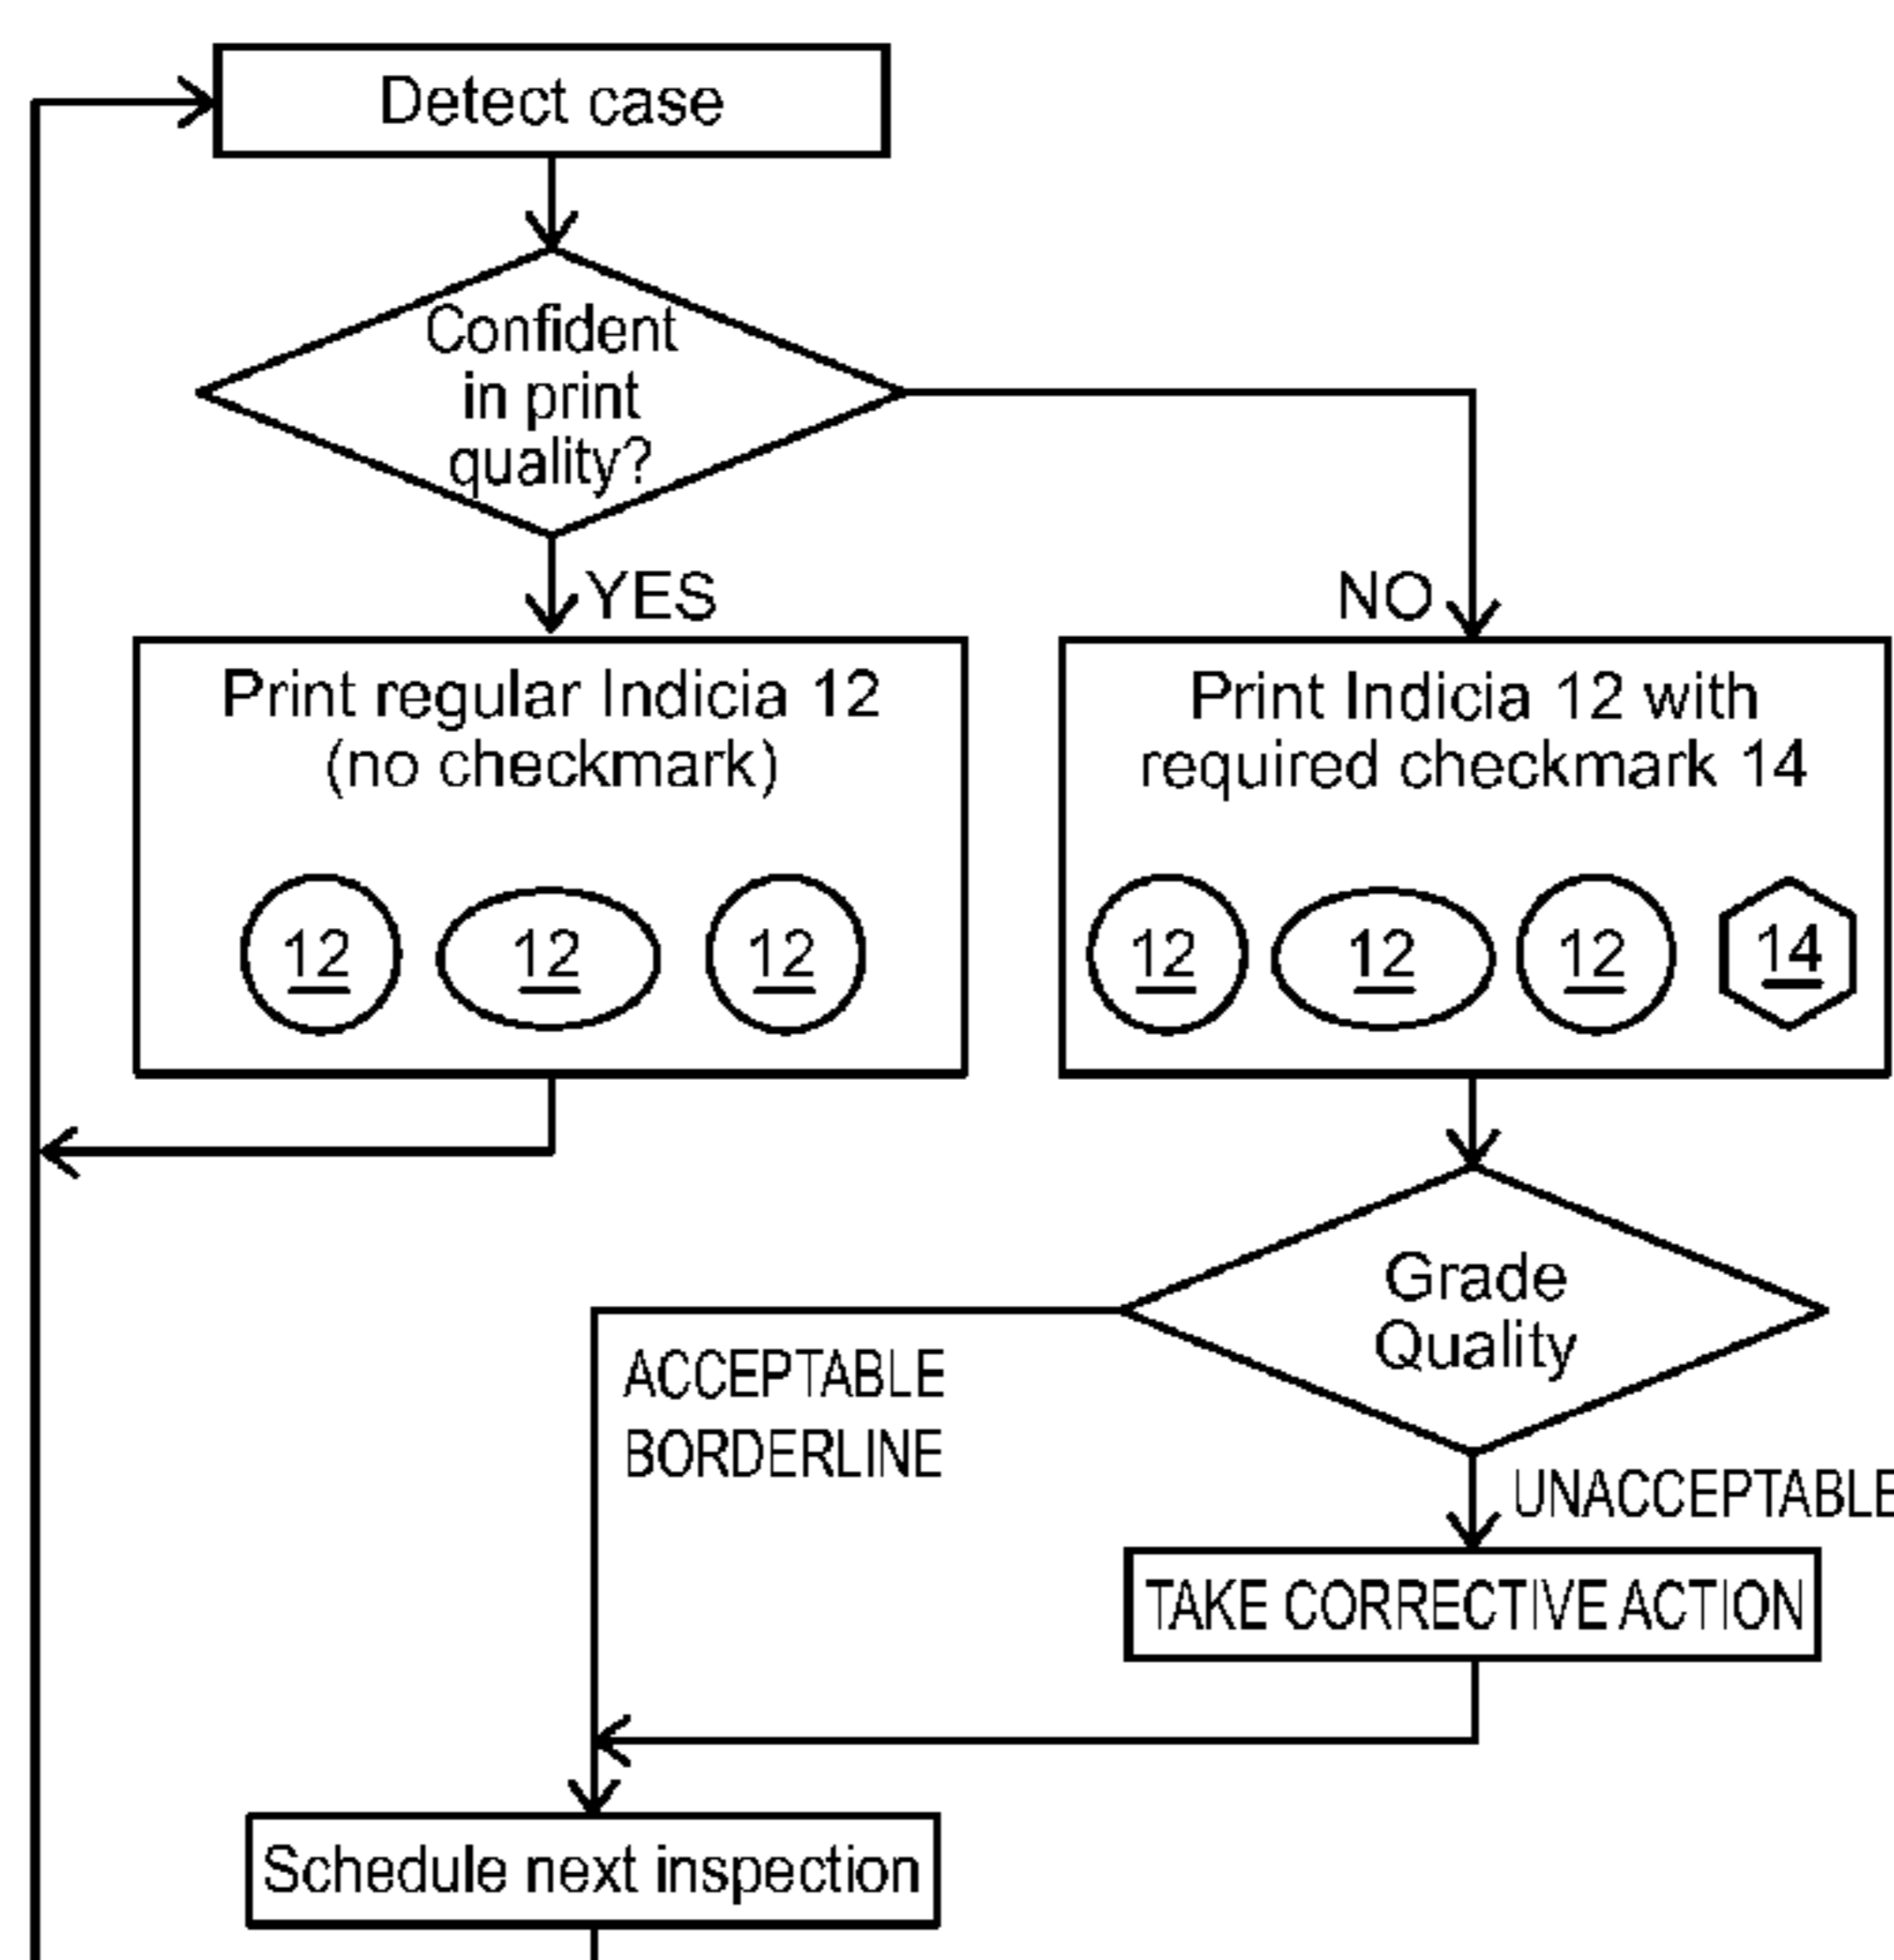 Detect case
Confident
in print
quality?
YES
NO
Print regular Indicia 12
(no checkmark)
12 12 12
Print Indicia 12 with
required checkmark 14
12 12 12 14
Grade
Quality
ACCEPTABLE
BORDERLINE
UNACCEPTABLE
TAKE CORRECTIVE ACTION
Schedule next inspection